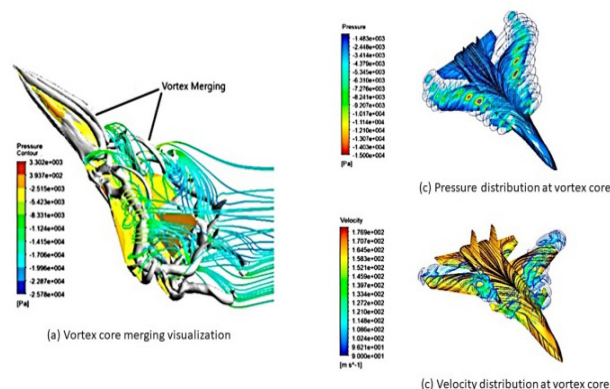 Vortex Merging
Pressure
Contour
3.302e+003
3.937e+002
-2.515e+003
-5.423e+003
-8.331e+003
-1.124e+004
-1.415e+004
-1.706e+004
-1.996e+004
-2.287e+004
-2.578e+004
[Pa]
(a) Vortex core merging visualization
Pressure
-1.483e+003
-2.448e+003
-3.414e+003
-4.379e+003
-5.345e+003
-6.310e+003
-7.276e+003
-8.241e+003
-9.207e+003
-1.017e+004
-1.114e+004
-1.210e+004
-1.307e+004
-1.403e+004
-1.500e+004
[Pa]
(c) Pressure distribution at vortex core
Velocity
1.769e+002
1.707e+002
1.645e+002
1.583e+002
1.521e+002
1.459e+002
1.397e+002
1.334e+002
1.272e+002
1.210e+002
1.148e+002
1.086e+002
1.024e+002
9.621e+001
9.000e+001
[m s^-1]
(c) Velocity distribution at vortex core